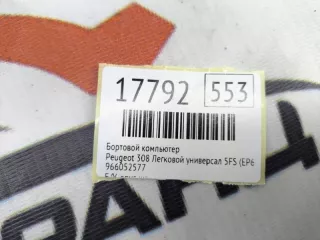 17792 553
Бортовой компьютер
Peugeot 308 Легковой универсал 5FS (EP6
966052577